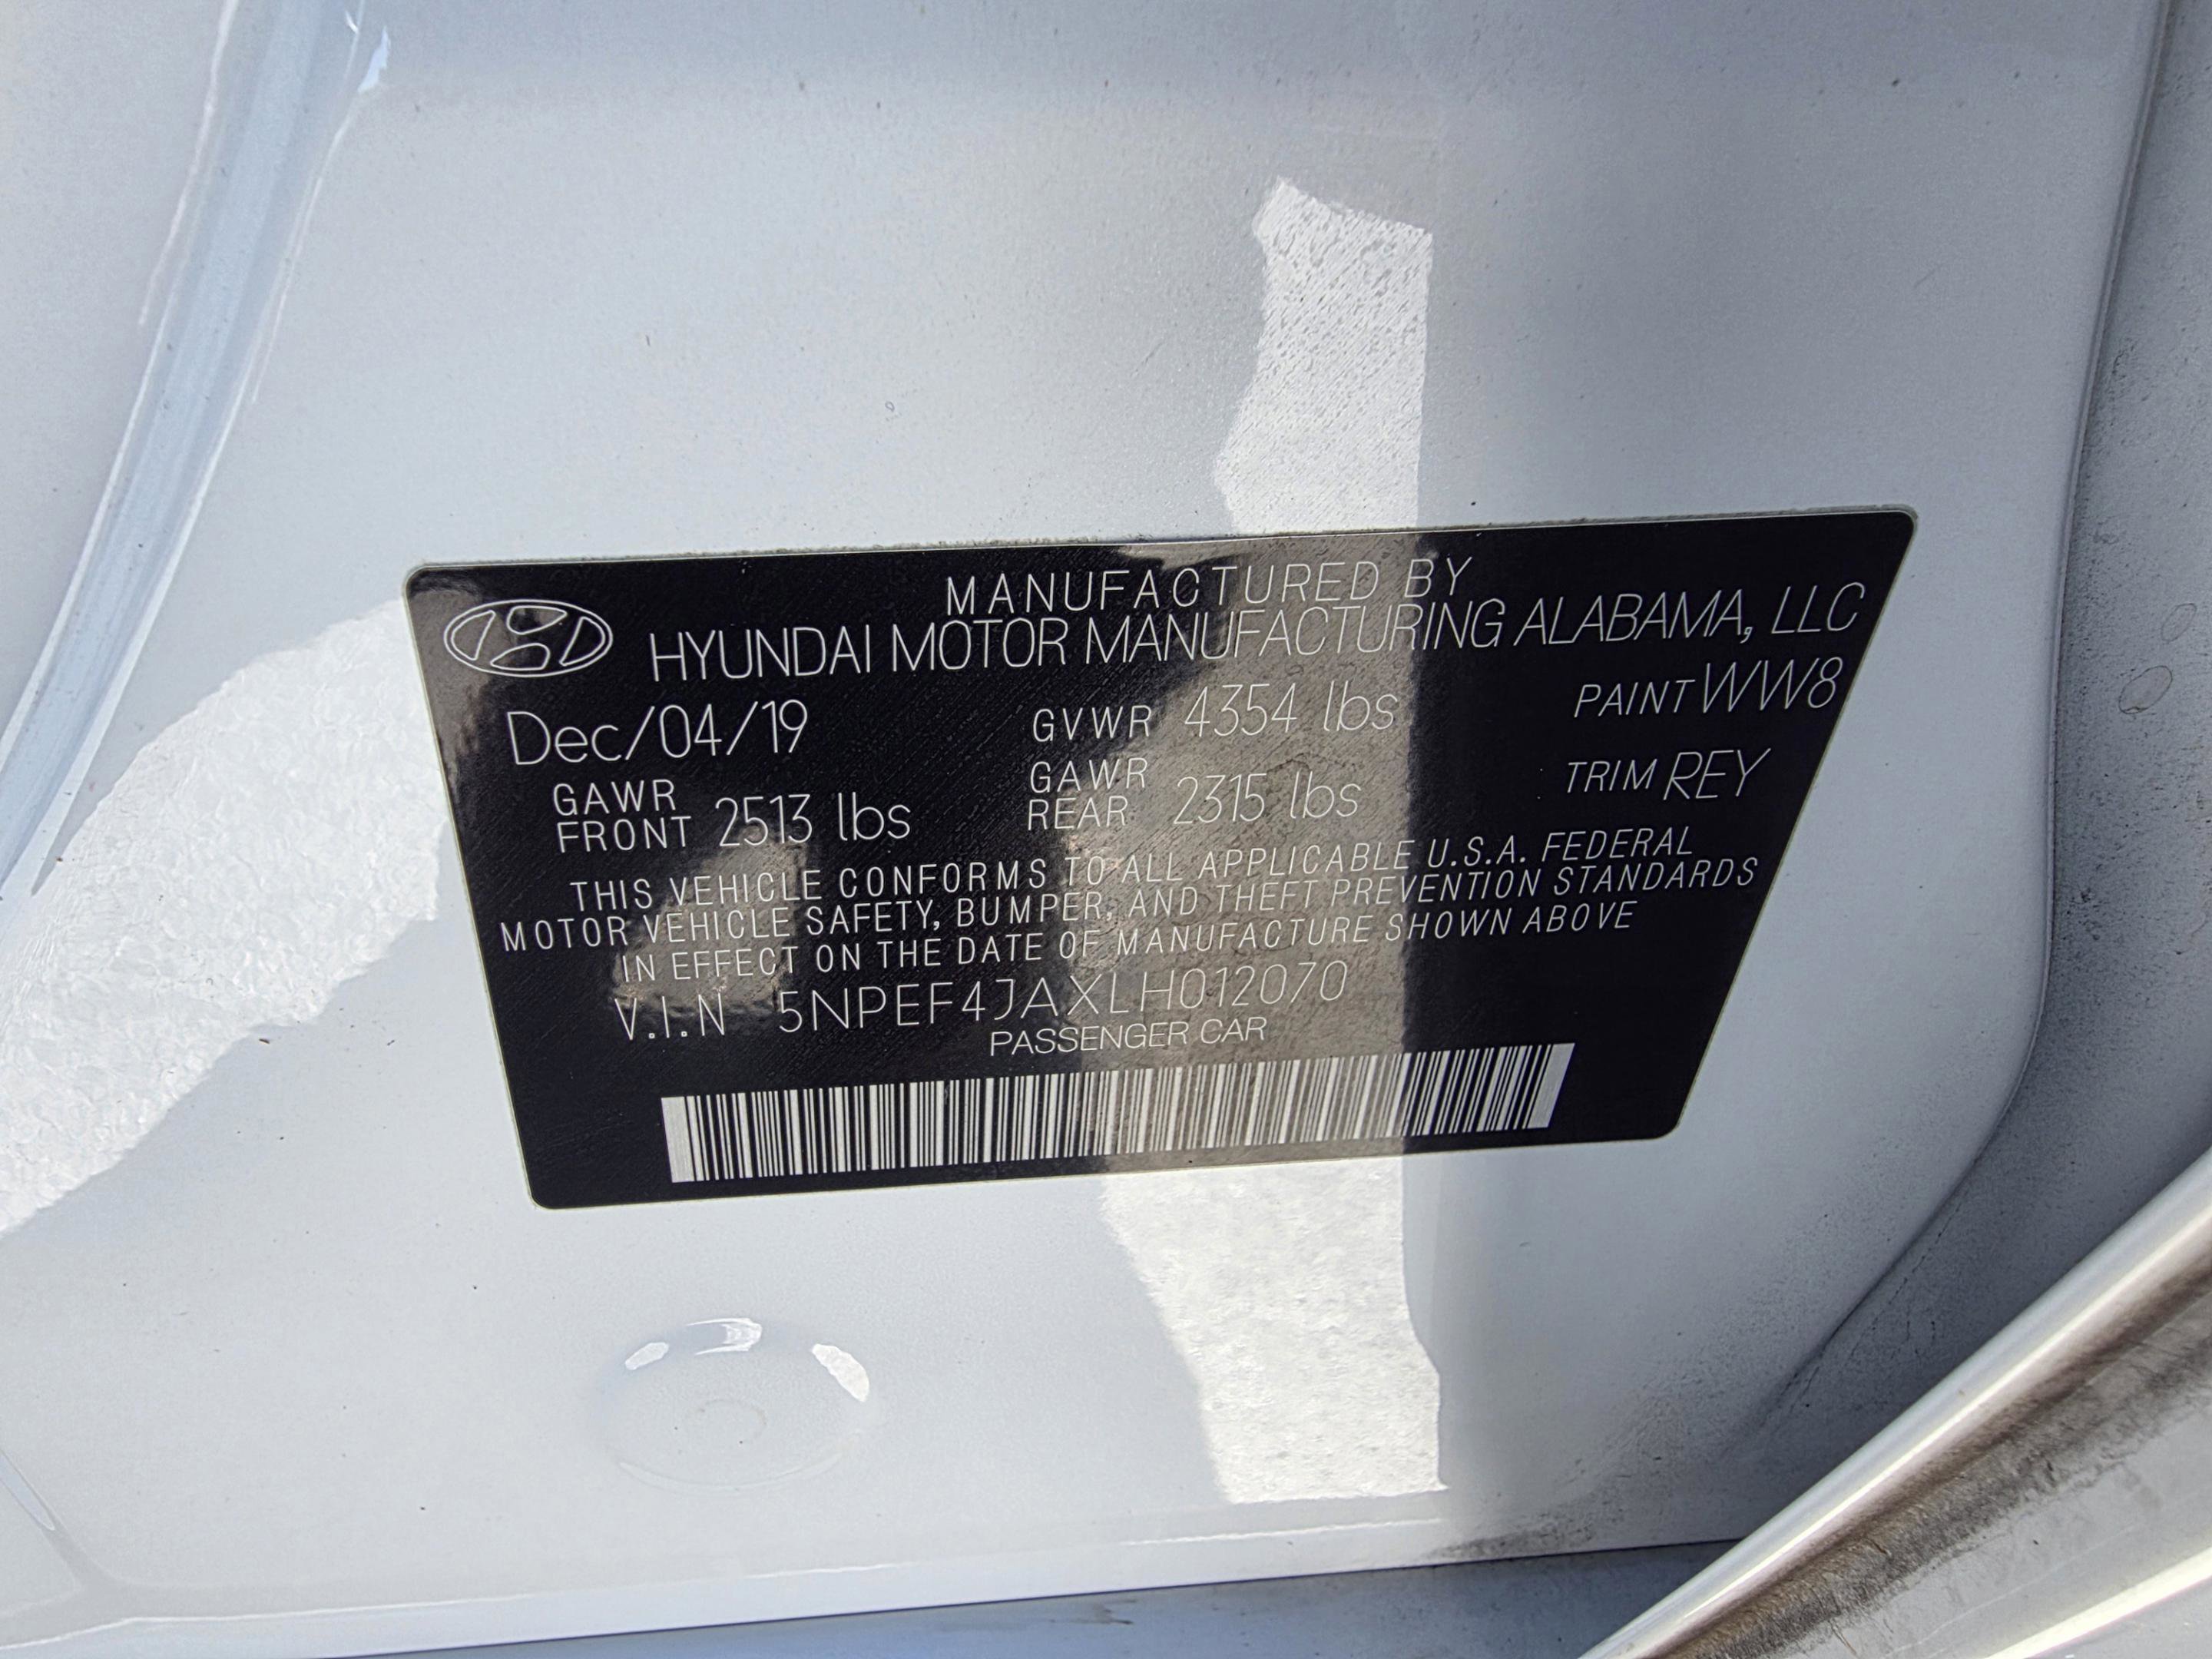 MANUFACTURED BY
HYUNDAI MOTOR MANUFACTURING ALABAMA, LLC
Dec/04/19 GVWR 4354 lbs PAINT WW8
GAWR FRONT 2513 lbs GAWR REAR 2315 lbs TRIM REY
THIS VEHICLE CONFORMS TO ALL APPLICABLE U.S.A. FEDERAL
MOTOR VEHICLE SAFETY, BUMPER, AND THEFT PREVENTION STANDARDS
IN EFFECT ON THE DATE OF MANUFACTURE SHOWN ABOVE
V.I.N 5NPEF4JAXLH012070
PASSENGER CAR